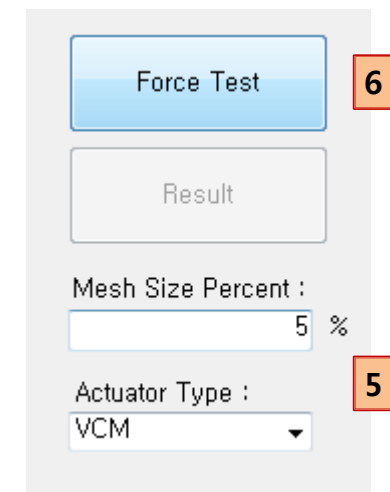 Force Test
6
Result
Mesh Size Percent :
5 %
Actuator Type :
5
VCM